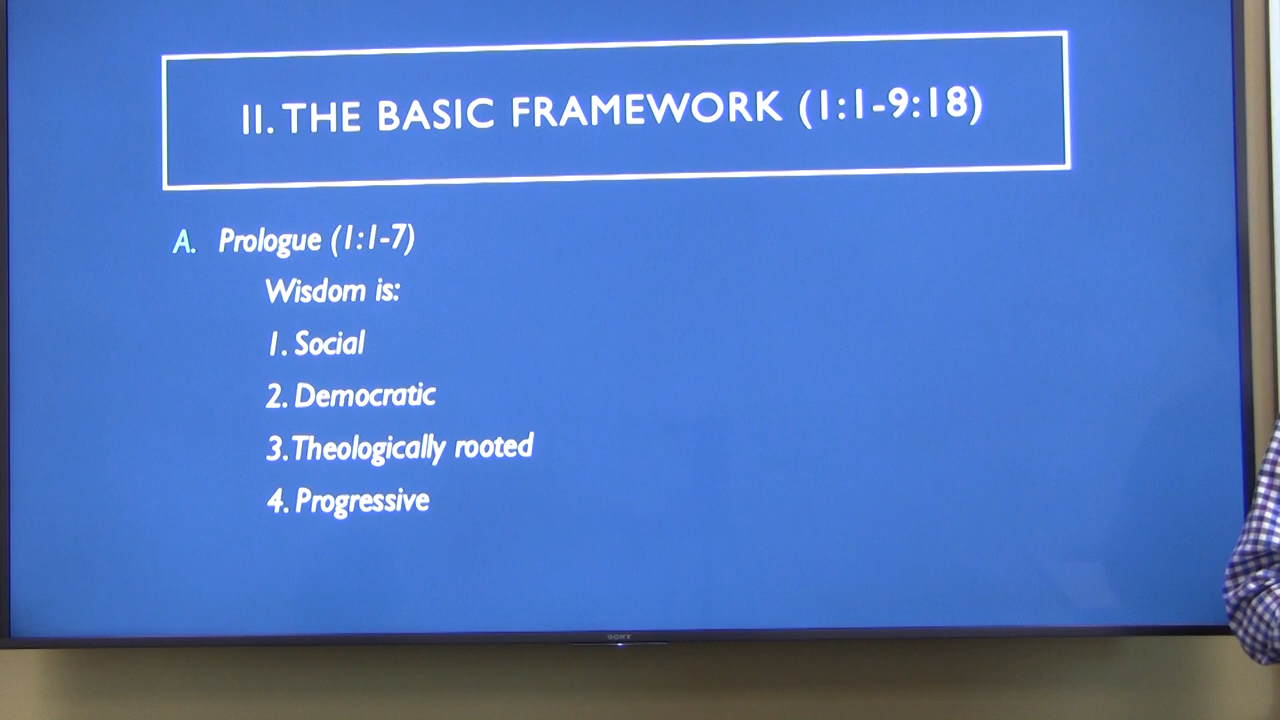 II. THE BASIC FRAMEWORK (1:1-9:18)
A. Prologue (1:1-7)
Wisdom is:
1. Social
2. Democratic
3. Theologically rooted
4. Progressive
SONY